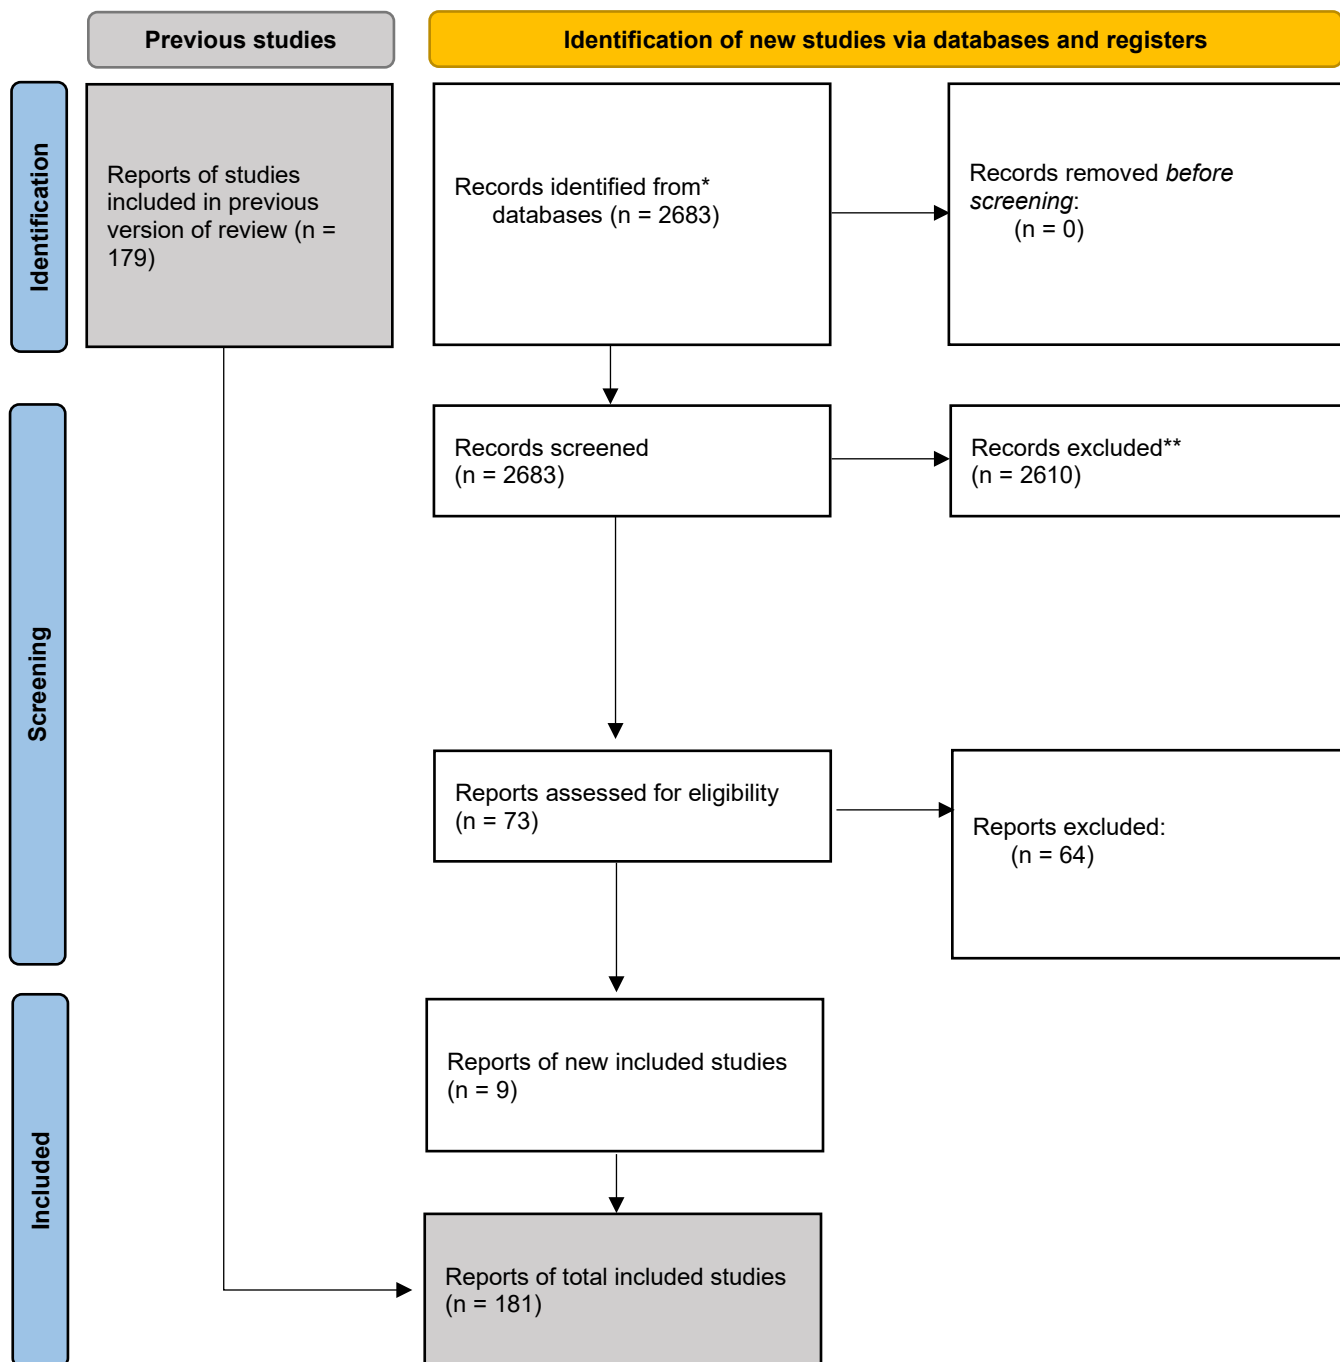 Previous studies
Identification of new studies via databases and registers
Identification
Reports of studies
included in previous
version of review (n =
179)
Records identified from*
databases (n = 2683)
Records removed before
screening:
(n = 0)
Screening
Records screened
(n = 2683)
Records excluded**
(n = 2610)
Reports assessed for eligibility
(n = 73)
Reports excluded:
(n = 64)
Included
Reports of new included studies
(n = 9)
Reports of total included studies
(n = 181)